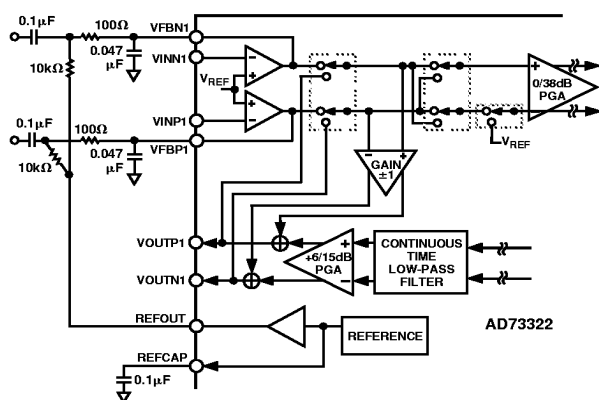 0.1μF
100Ω
VFBN1
0.047
μF
VINN1
10kΩ
VREF
0/38dB
PGA
0.1μF
100Ω
VINP1
VFBP1
10kΩ
0.047
μF
VREF
GAIN
±1
VOUTP1
+6/15dB
PGA
CONTINUOUS
TIME
LOW-PASS
FILTER
VOUTN1
REFOUT
REFERENCE
AD73322
REFCAP
0.1μF